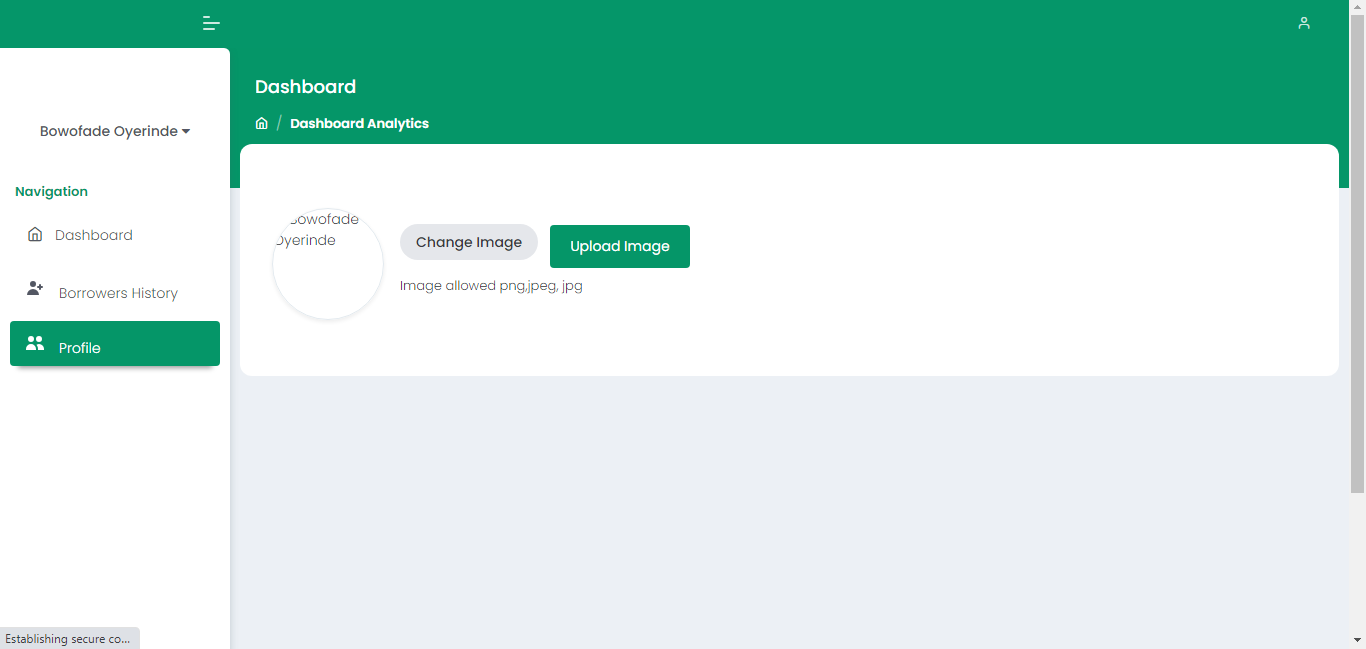 Dashboard
Dashboard Analytics
Bowofade Oyerinde
Navigation
Dashboard
Borrowers History
Profile
Bowofade
Oyerinde
Change Image
Upload Image
Image allowed png,jpeg, jpg
Establishing secure co...